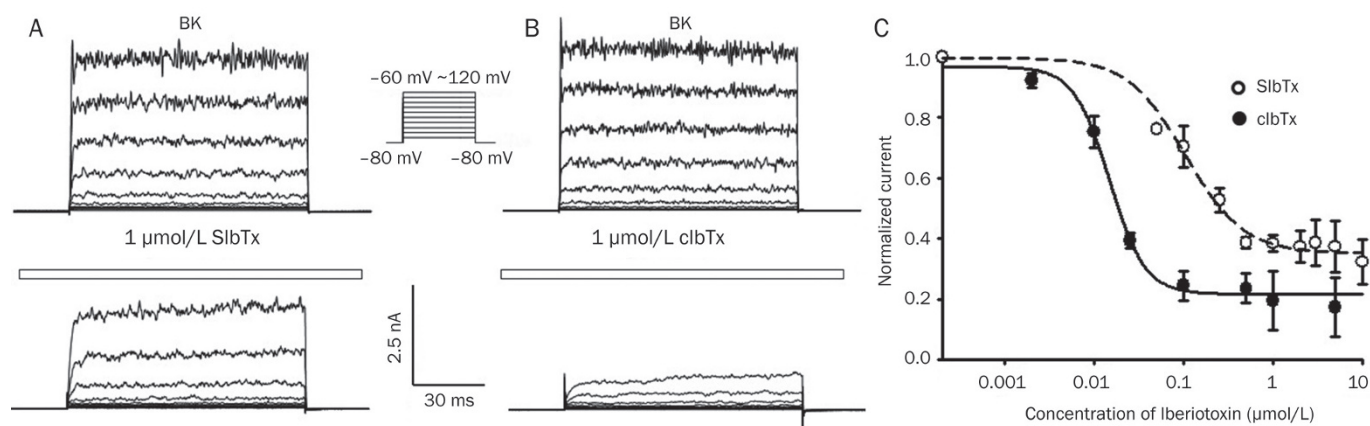 A
BK
–60 mV ~120 mV
–80 mV –80 mV
1 μmol/L SIbTx
2.5 nA
30 ms
B
BK
1 μmol/L cIbTx
C
Normalized current
1.0
0.8
0.6
0.4
0.2
0.0
SIbTx
cIbTx
0.001 0.01 0.1 1 10
Concentration of Iberiotoxin (μmol/L)